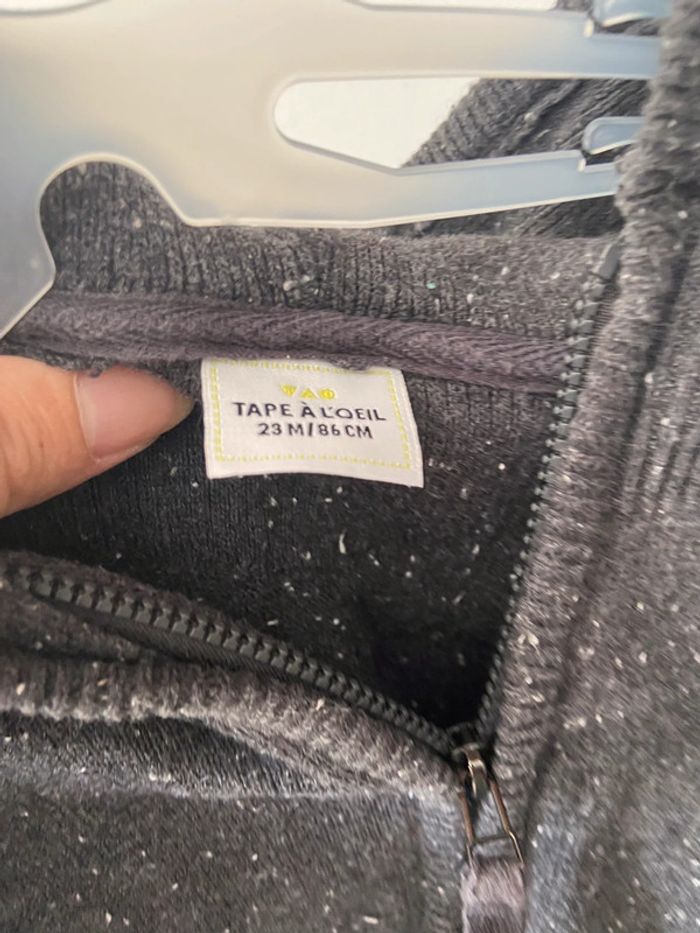 TAPE À L'OEIL
23 M/86 CM